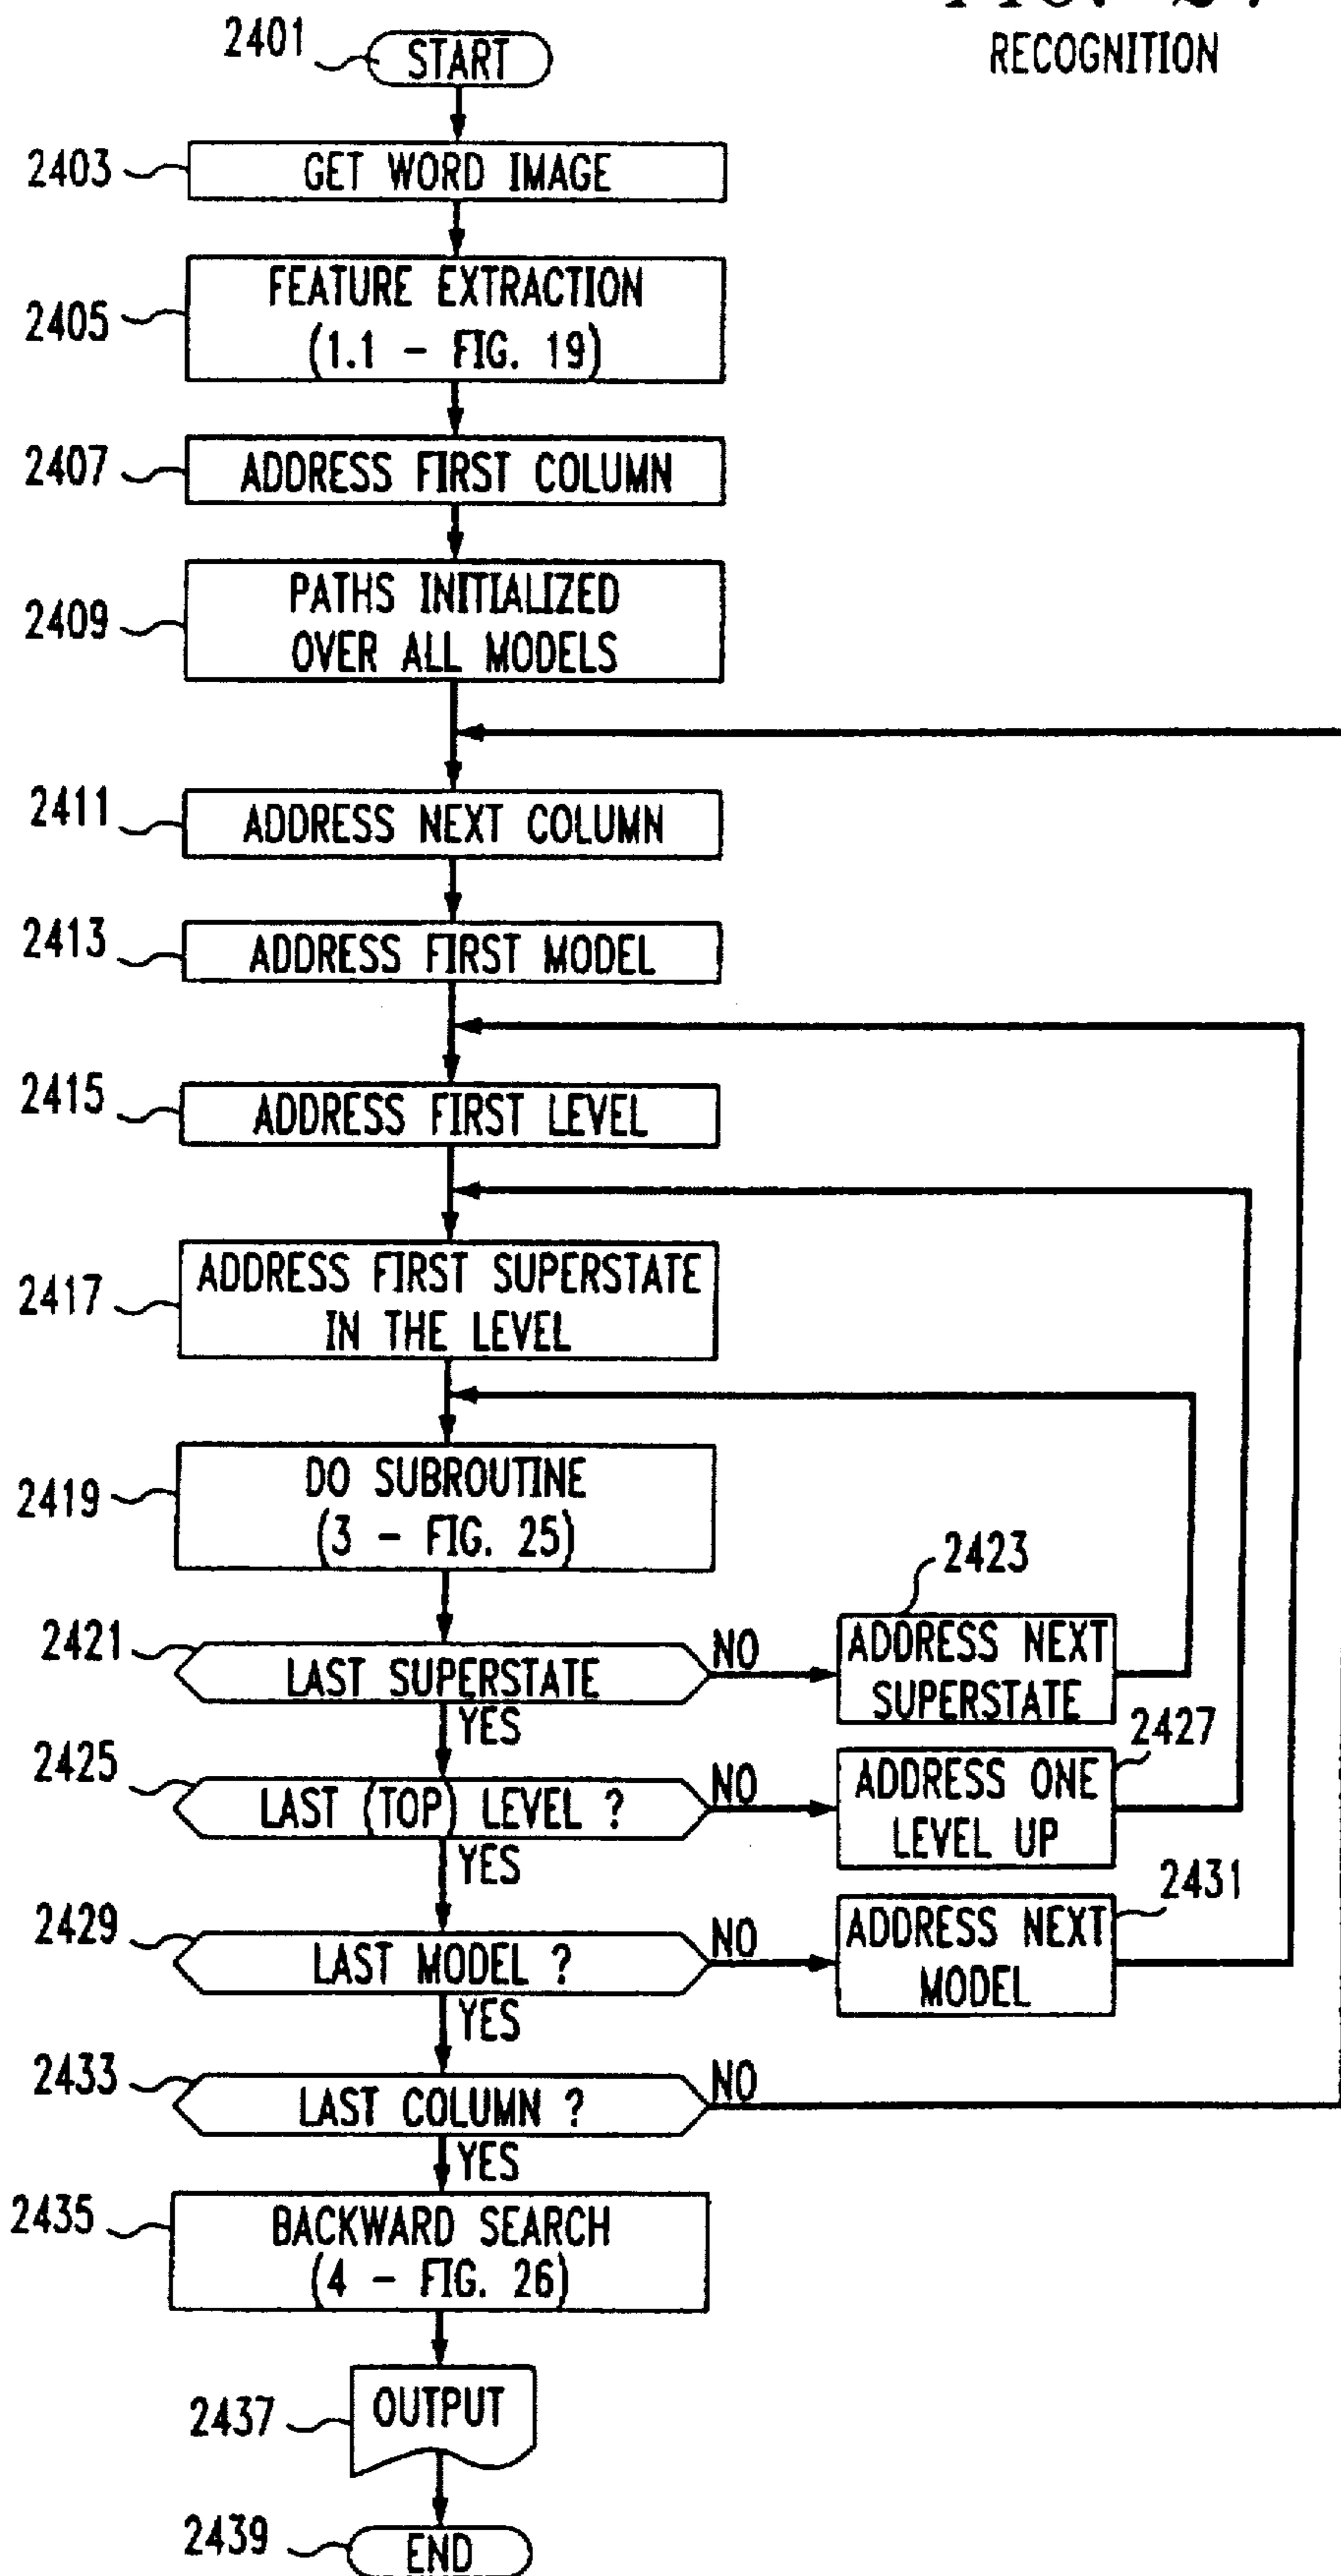 RECOGNITION
2401
START
2403
GET WORD IMAGE
2405
FEATURE EXTRACTION
(1.1 - FIG. 19)
2407
ADDRESS FIRST COLUMN
2409
PATHS INITIALIZED
OVER ALL MODELS
2411
ADDRESS NEXT COLUMN
2413
ADDRESS FIRST MODEL
2415
ADDRESS FIRST LEVEL
2417
ADDRESS FIRST SUPERSTATE
IN THE LEVEL
2419
DO SUBROUTINE
(3 - FIG. 25)
2421
LAST SUPERSTATE
NO
YES
2423
ADDRESS NEXT
SUPERSTATE
2425
LAST (TOP) LEVEL ?
NO
YES
2427
ADDRESS ONE
LEVEL UP
2429
LAST MODEL ?
NO
YES
2431
ADDRESS NEXT
MODEL
2433
LAST COLUMN ?
NO
YES
2435
BACKWARD SEARCH
(4 - FIG. 26)
2437
OUTPUT
2439
END